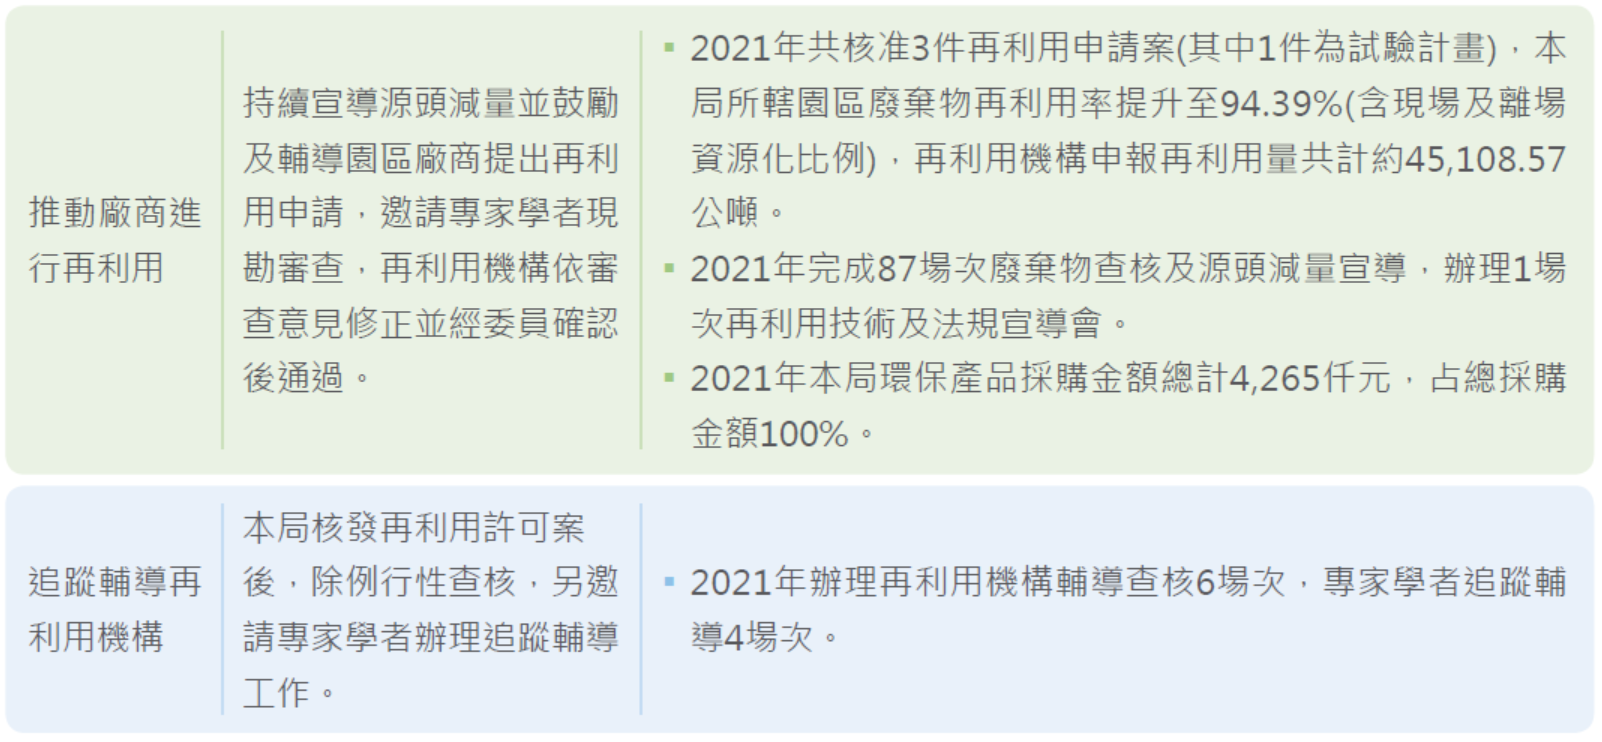 推動廠商進
行再利用
持續宣導源頭減量並鼓勵
及輔導園區廠商提出再利
用申請，邀請專家學者現
勘審查，再利用機構依審
查意見修正並經委員確認
後通過。
▪ 2021年共核准3件再利用申請案(其中1件為試驗計畫)，本
局所轄園區廢棄物再利用率提升至94.39%(含現場及離場
資源化比例)，再利用機構申報再利用量共計約45,108.57
公噸。
▪ 2021年完成87場次廢棄物查核及源頭減量宣導，辦理1場
次再利用技術及法規宣導會。
▪ 2021年本局環保產品採購金額總計4,265仟元，占總採購
金額100%。
追蹤輔導再
利用機構
本局核發再利用許可案
後，除例行性查核，另邀
請專家學者辦理追蹤輔導
工作。
▪ 2021年辦理再利用機構輔導查核6場次，專家學者追蹤輔
導4場次。